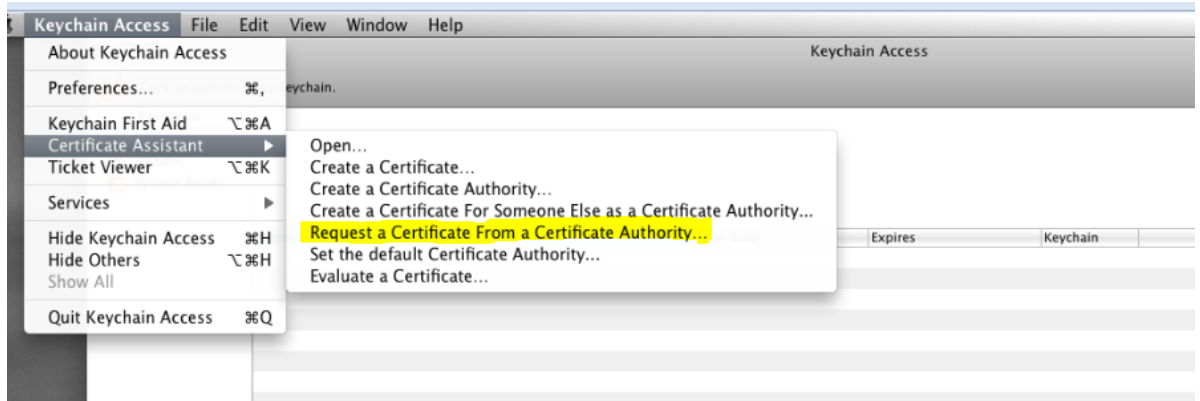 Keychain Access File Edit View Window Help
Keychain Access
About Keychain Access
Preferences... ⌘,
eychain.
Keychain First Aid ⌥⌘A
Certificate Assistant ▶
Ticket Viewer ⌥⌘K
Services ▶
Hide Keychain Access ⌘H
Hide Others ⌥⌘H
Show All
Quit Keychain Access ⌘Q
Open...
Create a Certificate...
Create a Certificate Authority...
Create a Certificate For Someone Else as a Certificate Authority...
Request a Certificate From a Certificate Authority...
Set the default Certificate Authority...
Evaluate a Certificate...
Expires Keychain